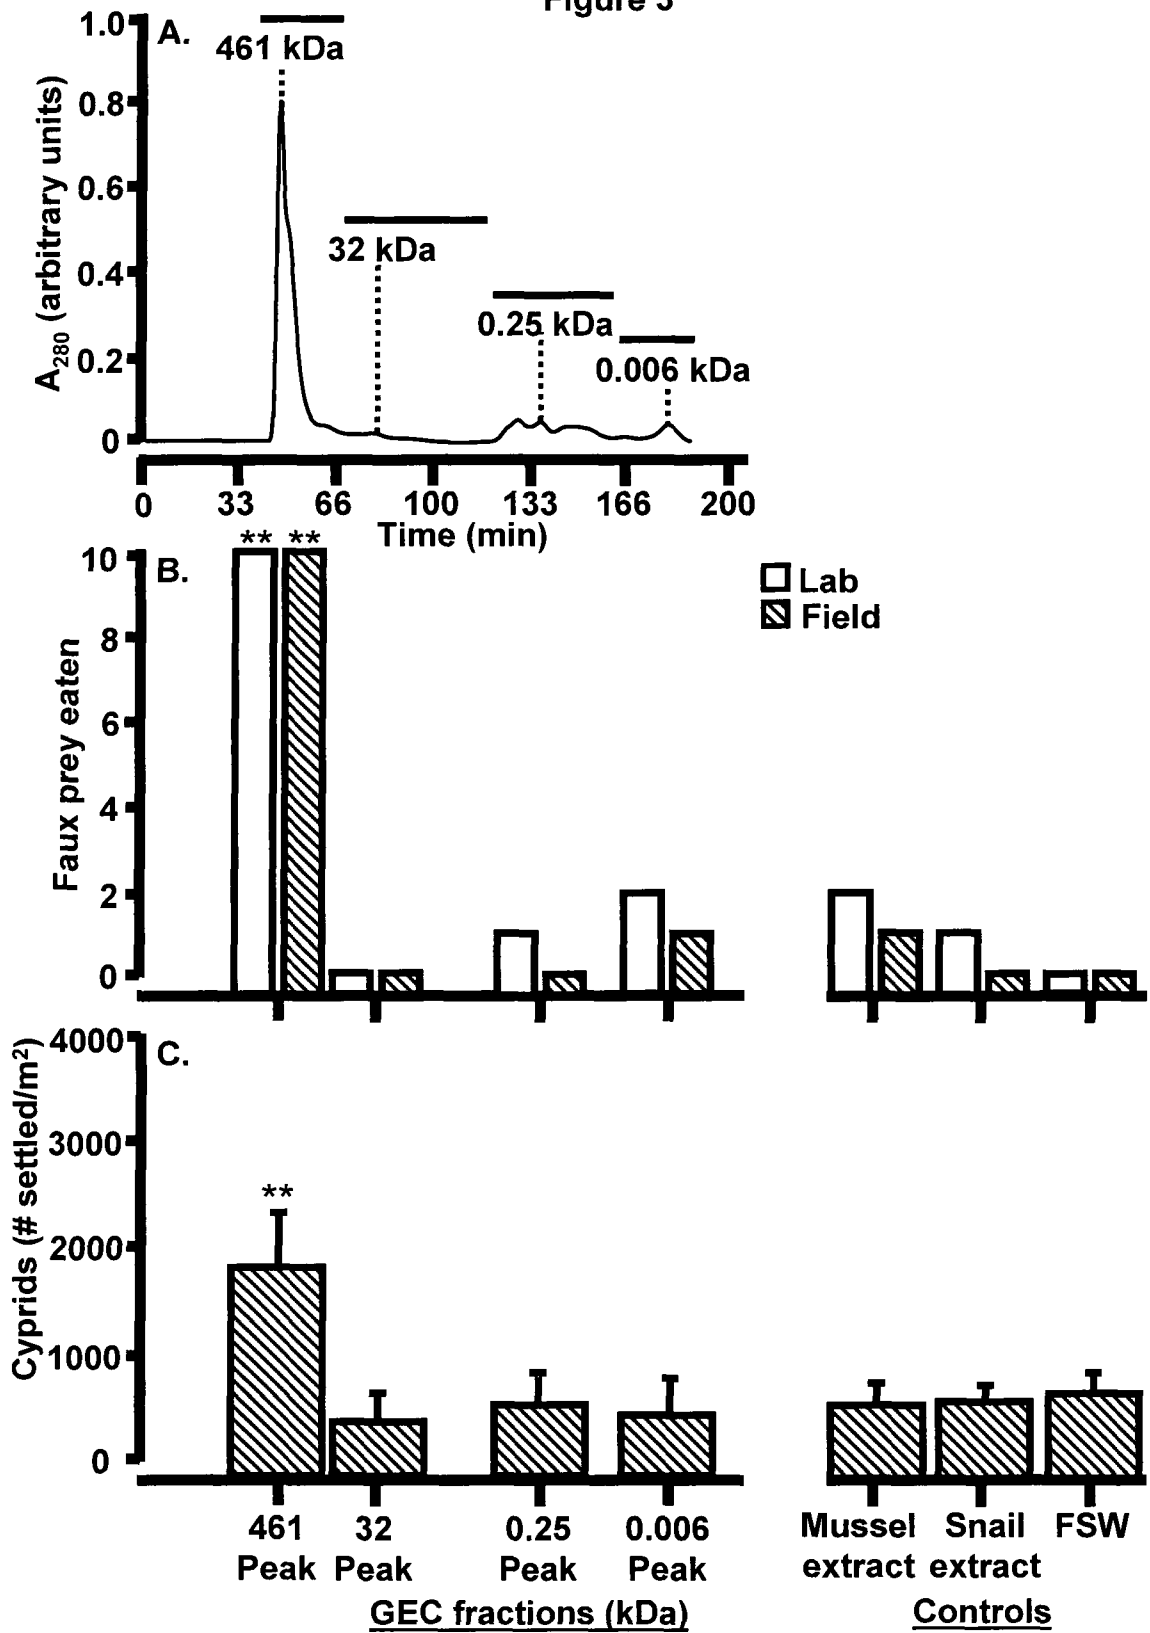 Figure 3
A.
461 kDa
32 kDa
0.25 kDa
0.006 kDa
A280 (arbitrary units)
1.0
0.8
0.6
0.4
0.2
0
0 33 66 100 133 166 200
Time (min)
B.
** **
Lab
Field
Faux prey eaten
10
8
6
4
2
0
C.
**
Cyprids (# settled/m²)
4000
3000
2000
1000
0
461 32 0.25 0.006 Mussel Snail FSW
Peak Peak Peak Peak extract extract
GEC fractions (kDa) Controls